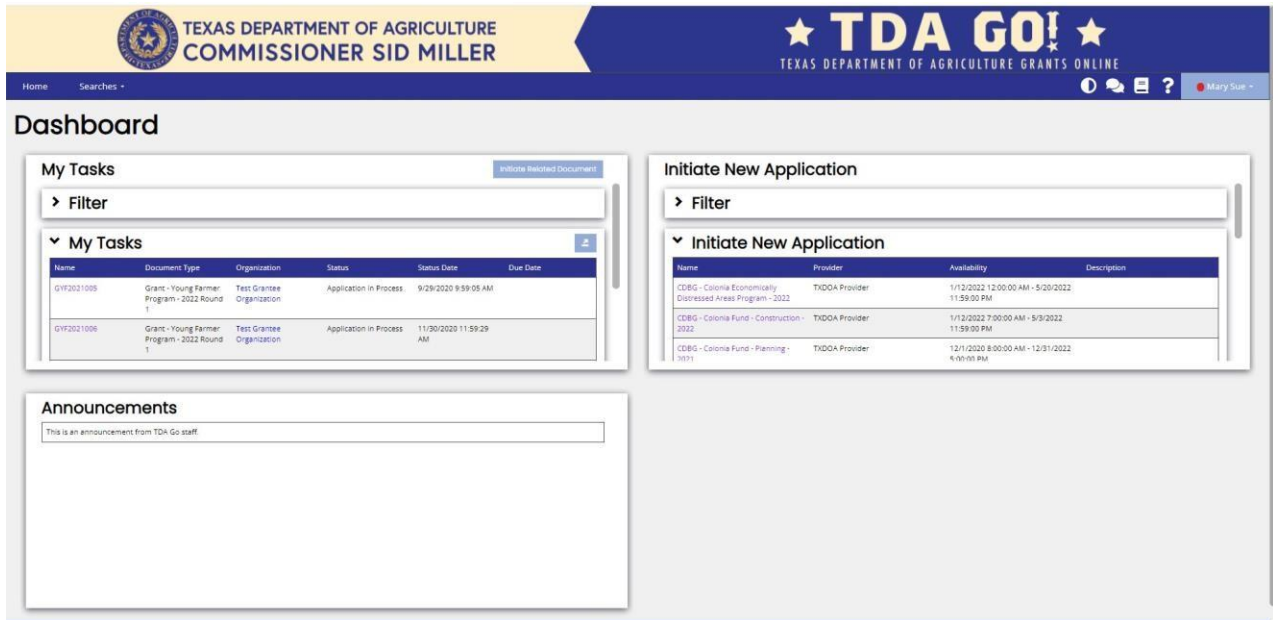 TEXAS DEPARTMENT OF AGRICULTURE
COMMISSIONER SID MILLER
TDA GO!
TEXAS DEPARTMENT OF AGRICULTURE GRANTS ONLINE
Home Searches
? Mary Sue
Dashboard
My Tasks
Initiate Related Document
Filter
My Tasks
Name Document Type Organization Status Status Date Due Date
GYF2021005 Grant - Young Farmer Test Grantee Application in Process 9/29/2020 9:59:05 AM
Program - 2022 Round Organization
1
GYF2021006 Grant - Young Farmer Test Grantee Application in Process 11/30/2020 11:59:29
Program - 2022 Round Organization AM
1
Initiate New Application
Filter
Initiate New Application
Name Provider Availability Description
CDBG - Colonia Economically TXDOA Provider 1/12/2022 12:00:00 AM - 5/20/2022
Distressed Areas Program - 2022 11:59:00 PM
CDBG - Colonia Fund - Construction - TXDOA Provider 1/12/2022 7:00:00 AM - 5/3/2022
2022 11:59:00 PM
CDBG - Colonia Fund - Planning - TXDOA Provider 12/1/2020 8:00:00 AM - 12/31/2022
2021 5:00:00 PM
Announcements
This is an announcement from TDA Go staff.